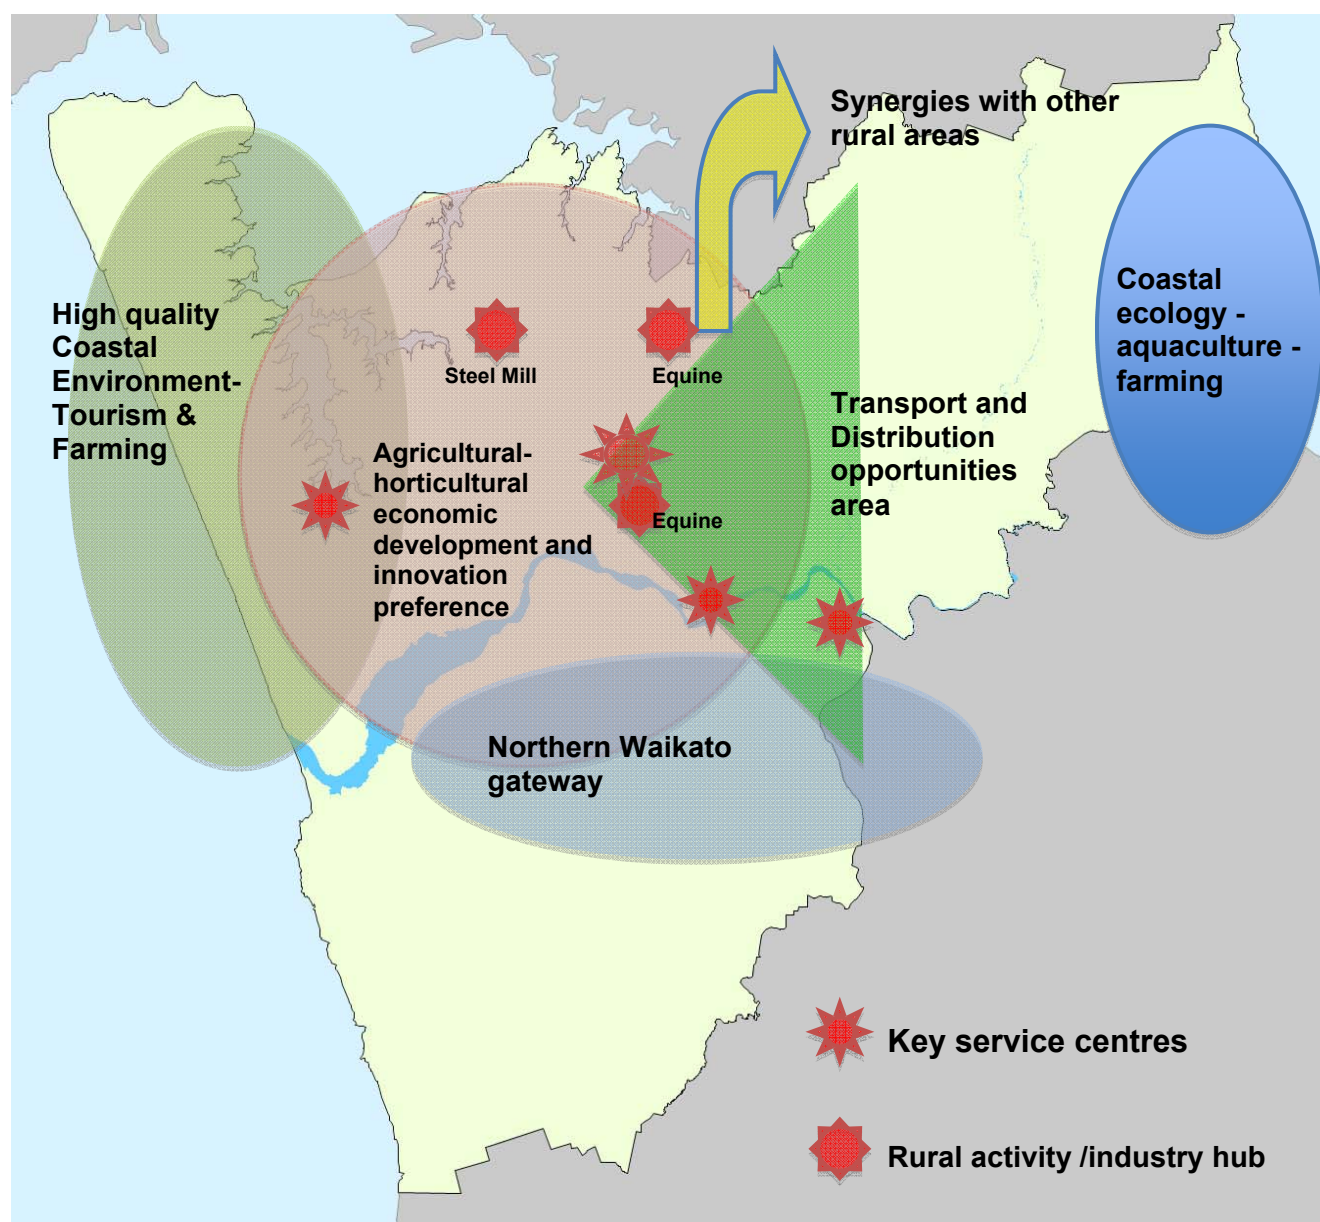 Synergies with other
rural areas
High quality
Coastal
Environment-
Tourism &
Farming
Coastal
ecology -
aquaculture -
farming
Steel Mill
Equine
Transport and
Distribution
opportunities
area
Agricultural-
horticultural
economic
development and
innovation
preference
Equine
Northern Waikato
gateway
Key service centres
Rural activity /industry hub